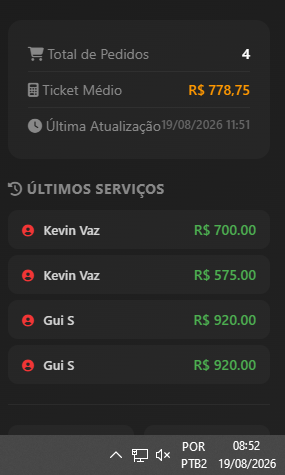 Total de Pedidos 4
Ticket Médio R$ 778,75
Última Atualização 19/08/2026 11:51
ÚLTIMOS SERVIÇOS
Kevin Vaz R$ 700.00
Kevin Vaz R$ 575.00
Gui S R$ 920.00
Gui S R$ 920.00
POR 08:52
PTB2 19/08/2026